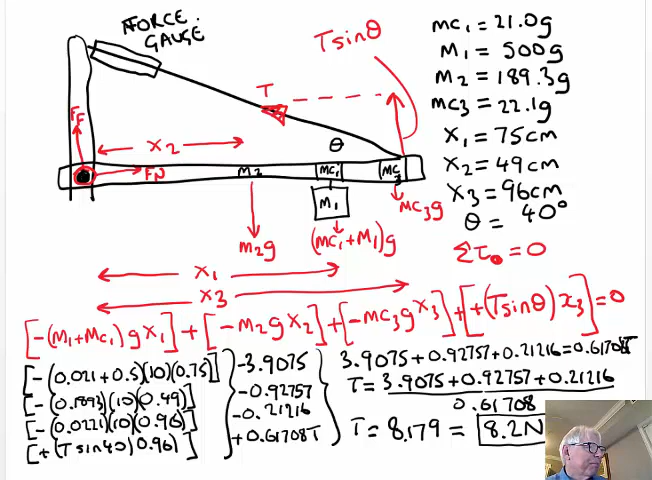 FORCE
GAUGE
Tsinθ
T
θ
FF
FN
X2
M2
MC1
MC3
M1
M2g
(MC1+M1)g
MC3g
X1
X3
MC1 = 21.0g
M1 = 500g
M2 = 189.3g
MC3 = 22.1g
X1 = 75cm
X2 = 49cm
X3 = 96cm
θ = 40°
Στo = 0
[-(M1+MC1)gX1] + [-M2gX2] + [-MC3gX3] + [+(Tsinθ)X3] = 0
[-(0.021+0.5)(10)(0.75)]
[-(0.1893)(10)(0.49)]
[-(0.0221)(10)(0.96)]
[+(Tsin40)0.96)
-3.9075
-0.92757
-0.21216
+0.61708T
3.9075+0.92757+0.21216=0.61708T
T = 3.9075+0.92757+0.21216
0.61708
T = 8.179 = 8.2N